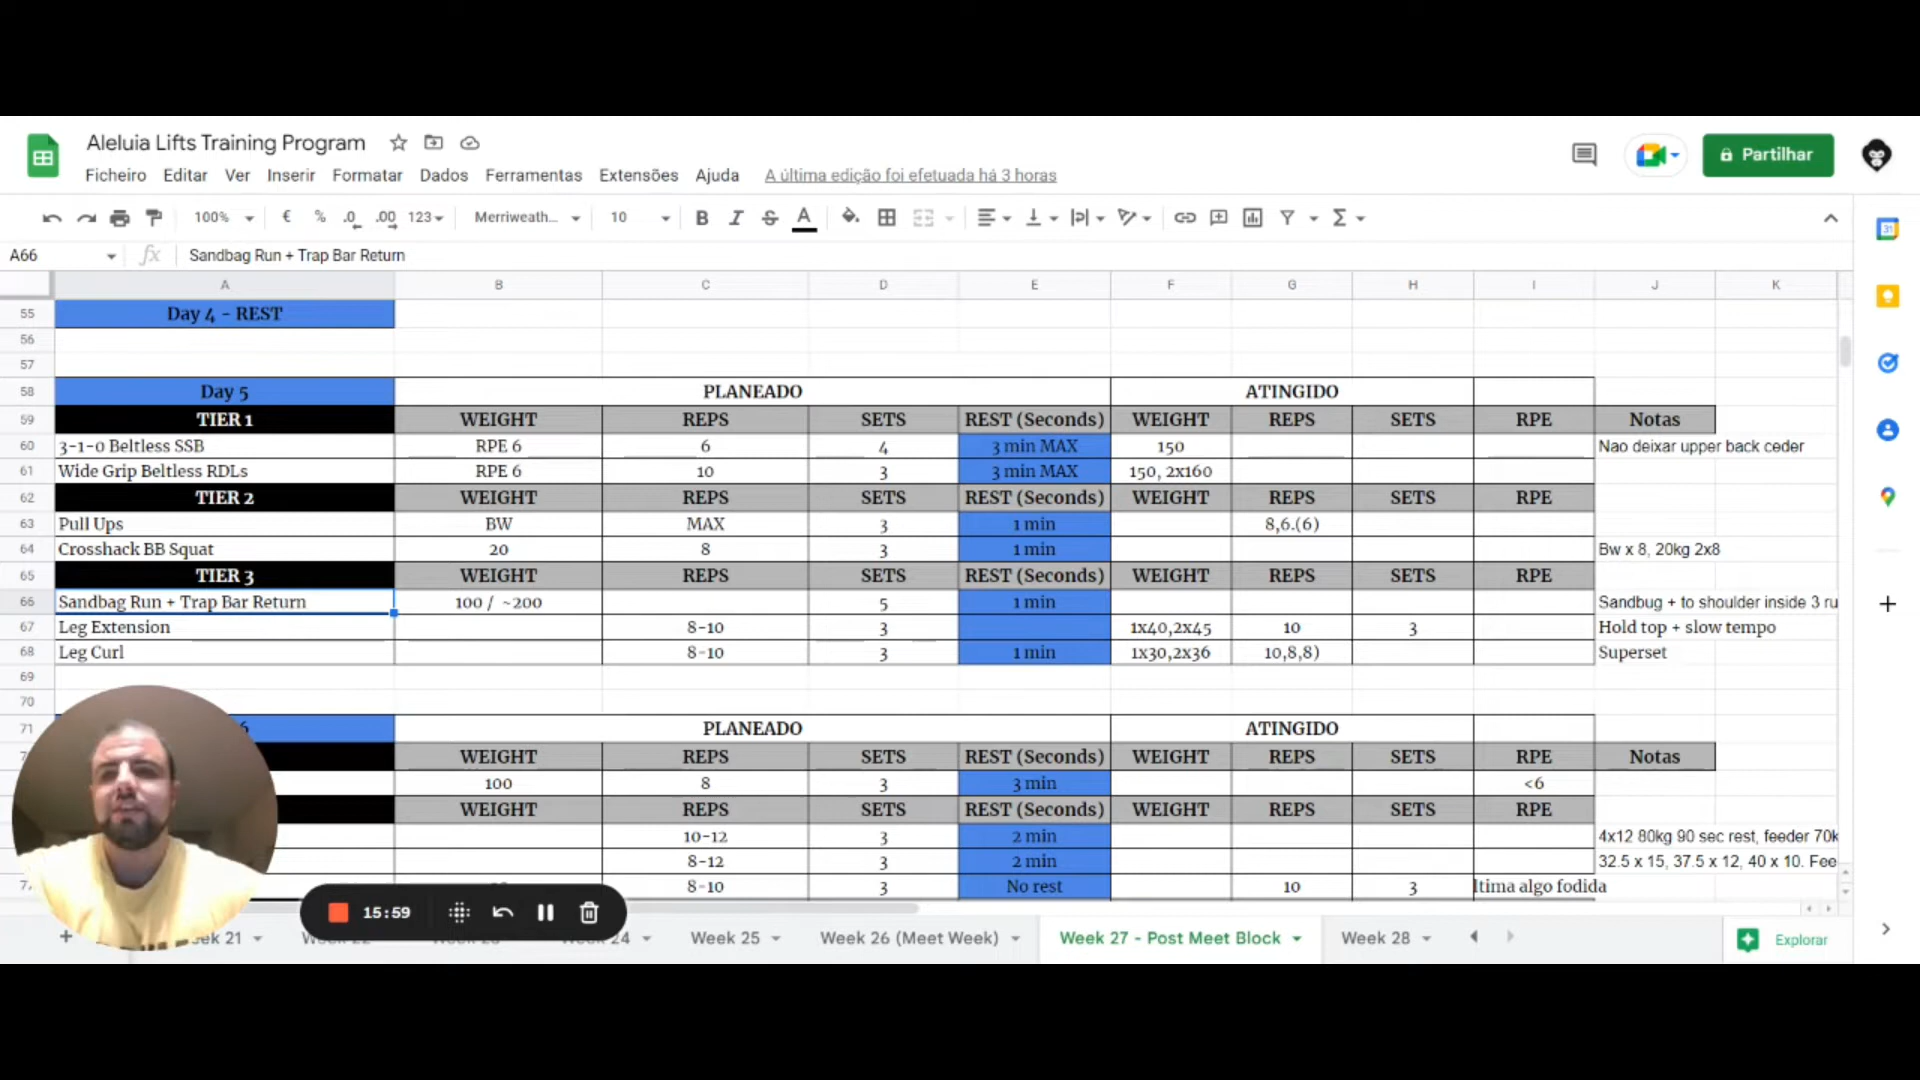 Aleluia Lifts Training Program
Partilhar
Ficheiro Editar Ver Inserir Formatar Dados Ferramentas Extensões Ajuda A última edição foi efetuada há 3 horas
100% € % .0 .00 123 Merriweath... 10 B I S A Σ
31
A66 fx Sandbag Run + Trap Bar Return
A B C D E F G H I J K
55 Day 4 - REST
56
57
58 Day 5 PLANEADO ATINGIDO
59 TIER 1 WEIGHT REPS SETS REST (Seconds) WEIGHT REPS SETS RPE Notas
60 3-1-0 Beltless SSB RPE 6 6 4 3 min MAX 150 Nao deixar upper back ceder
61 Wide Grip Beltless RDLs RPE 6 10 3 3 min MAX 150, 2x160
62 TIER 2 WEIGHT REPS SETS REST (Seconds) WEIGHT REPS SETS RPE
63 Pull Ups BW MAX 3 1 min 8,6.(6)
64 Crosshack BB Squat 20 8 3 1 min Bw x 8, 20kg 2x8
65 TIER 3 WEIGHT REPS SETS REST (Seconds) WEIGHT REPS SETS RPE
66 Sandbag Run + Trap Bar Return 100 / ~200 5 1 min Sandbug + to shoulder inside 3 ru
67 Leg Extension 8-10 3 1x40,2x45 10 3 Hold top + slow tempo
68 Leg Curl 8-10 3 1 min 1x30,2x36 10,8,8) Superset
69
70
71 6 PLANEADO ATINGIDO
WEIGHT REPS SETS REST (Seconds) WEIGHT REPS SETS RPE Notas
100 8 3 3 min <6
WEIGHT REPS SETS REST (Seconds) WEIGHT REPS SETS RPE
10-12 3 2 min 4x12 80kg 90 sec rest, feeder 70k
8-12 3 2 min 32.5 x 15, 37.5 x 12, 40 x 10. Fee
8-10 3 No rest 10 3 ltima algo fodida
15:59
ek 21 24 Week 25 Week 26 (Meet Week) Week 27 - Post Meet Block Week 28 Explorar